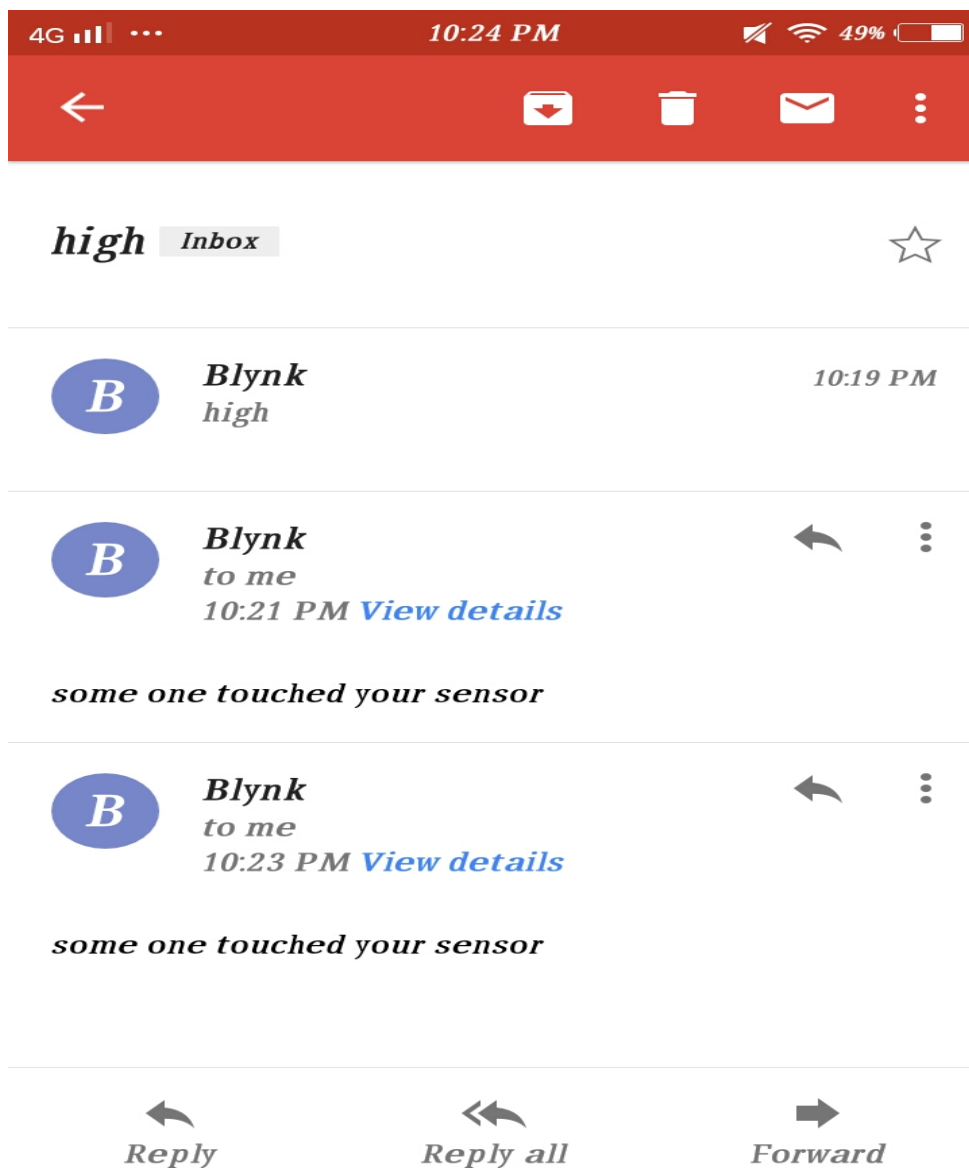 4G 10:24 PM 49%
high Inbox
B Blynk 10:19 PM
high
B Blynk
to me
10:21 PM View details
some one touched your sensor
B Blynk
to me
10:23 PM View details
some one touched your sensor
Reply Reply all Forward